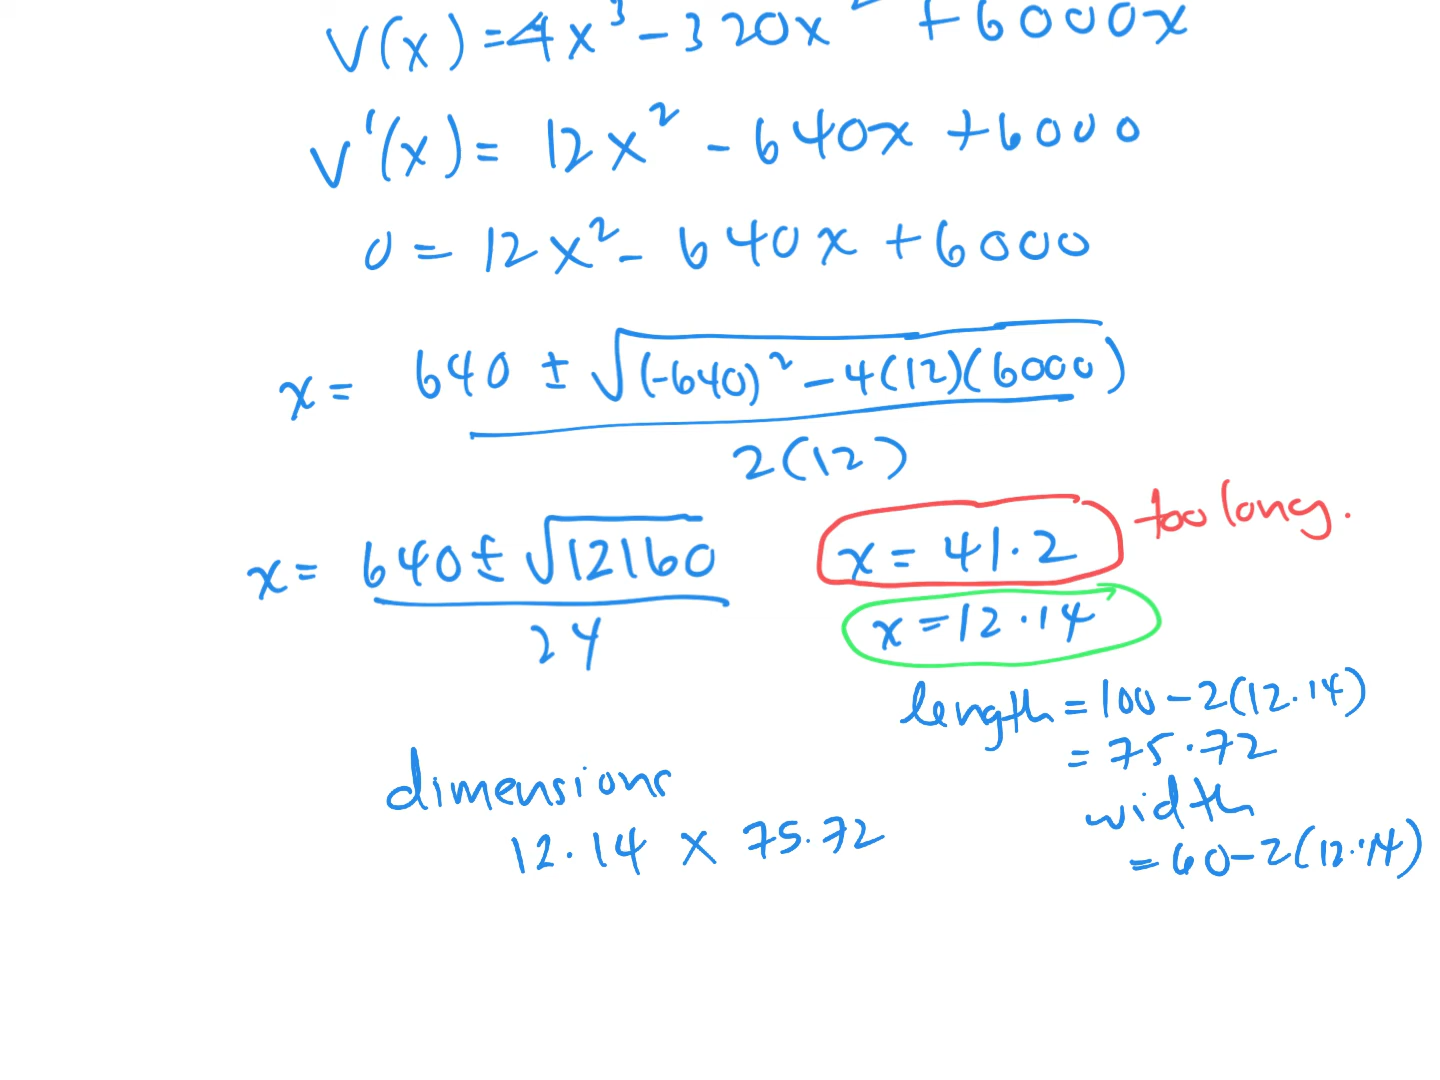 V(x) = 4x³ - 320x² + 6000x
V'(x) = 12x² - 640x + 6000
0 = 12x² - 640x + 6000
x = (640 ± √((-640)² - 4(12)(6000))) / 2(12)
x = (640 ± √12160) / 24
x = 41.2 too long.
x = 12.14
length = 100 - 2(12.14)
= 75.72
width
= 60 - 2(12.14)
dimensions
12.14 x 75.72